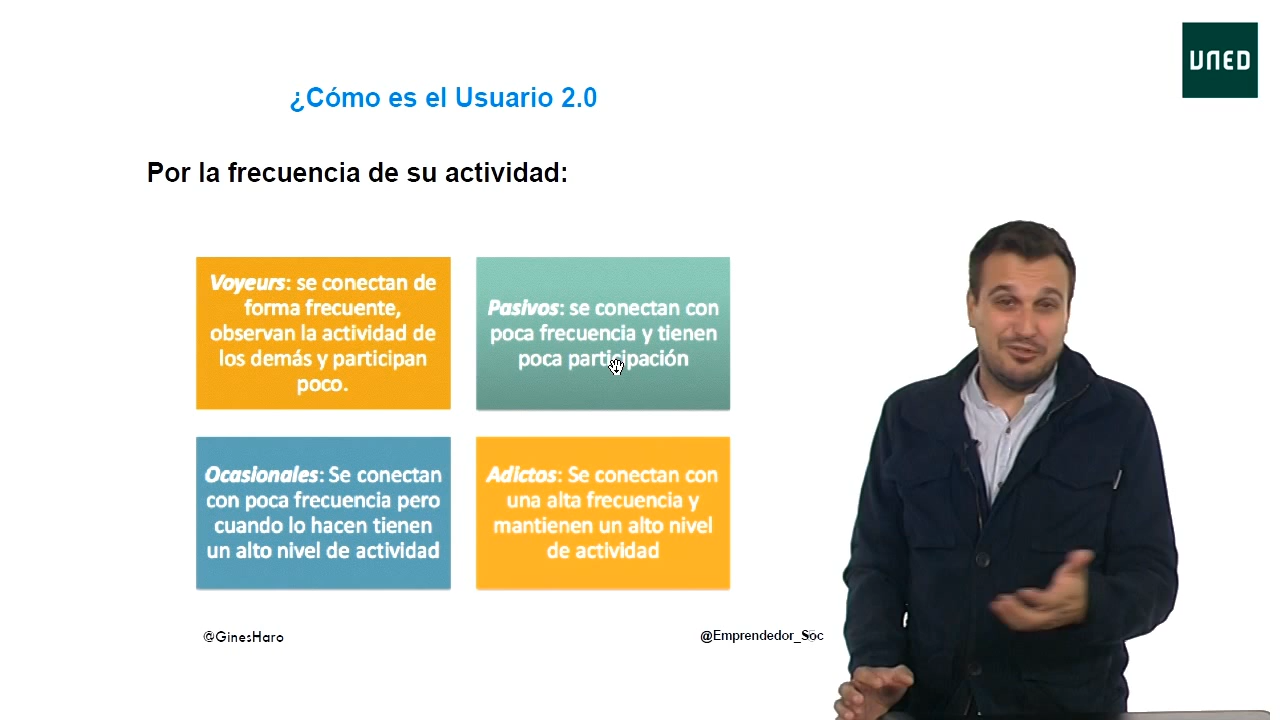 UNED
¿Cómo es el Usuario 2.0
Por la frecuencia de su actividad:
Voyeurs: se conectan de
forma frecuente,
observan la actividad de
los demás y participan
poco.
Pasivos: se conectan con
poca frecuencia y tienen
poca participación
Ocasionales: Se conectan
con poca frecuencia pero
cuando lo hacen tienen
un alto nivel de actividad
Adictos: Se conectan con
una alta frecuencia y
mantienen un alto nivel
de actividad
@GinesHaro
@Emprendedor_Soc